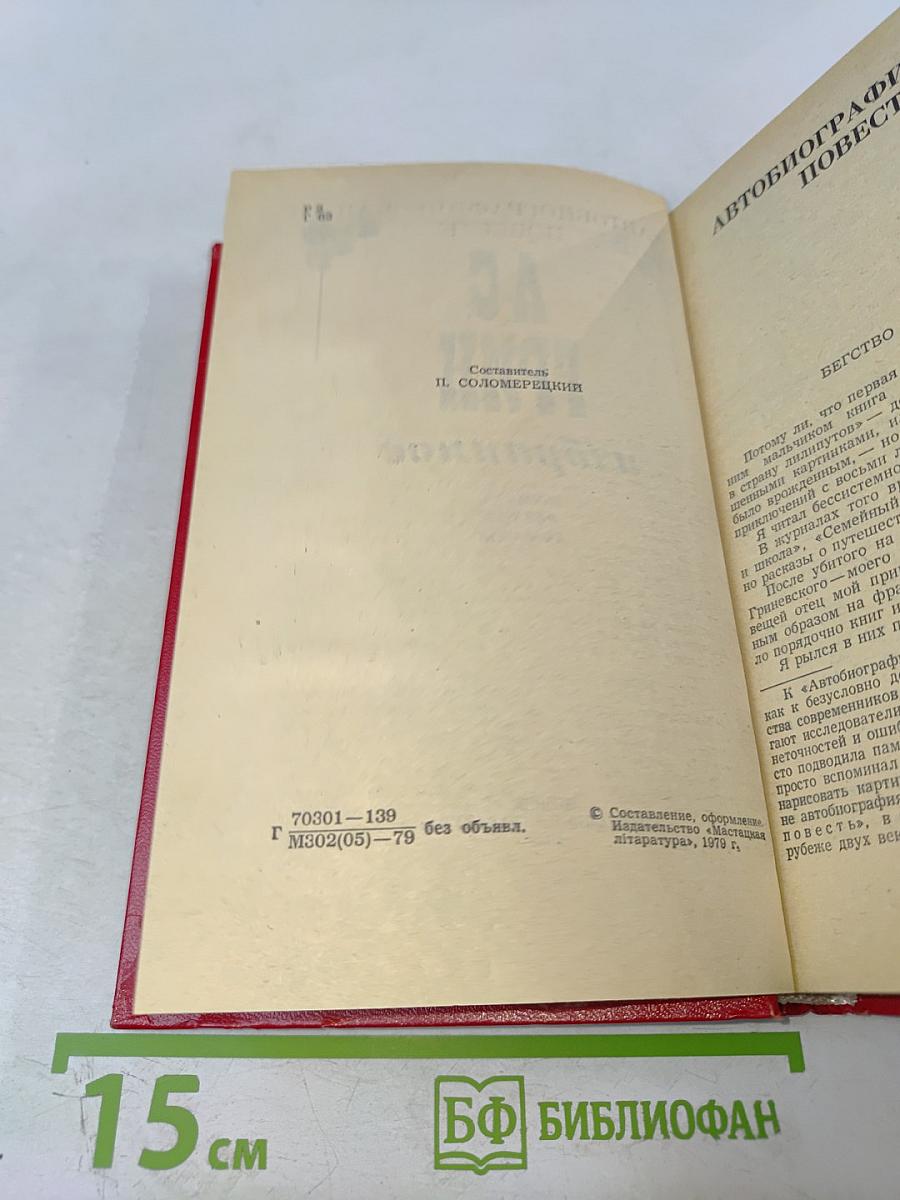 Составитель
П. СОЛОМЕРЕЦКИЙ
Г 70301—139
М302(05)—79 без объявл.
© Составление, оформление.
Издательство «Мастацкая
літаратура», 1979 г.
АВТОБИОГРАФИ
ПОВЕСТ
БЕГСТВО
Потому ли, что первая
ним мальчиком книга
в страну лилипутов» — д
шенными картинками, и
было врожденным, — но
приключений с восьми л
Я читал бессистемно
В журналах того вр
и школа», «Семейный
но рассказы о путешест
После убитого на
Гриневского — моего
вещей отец мой при
ным образом на фра
ло порядочно книг и
Я рылся в них п
К «Автобиограф
как к безусловно д
ства современников
гают исследователи
неточностей и ошиб
сто подводила пам
просто вспоминал
нарисовать карти
не автобиография
повесть», в
рубеже двух век
15 см
БФ БИБЛИОФАН